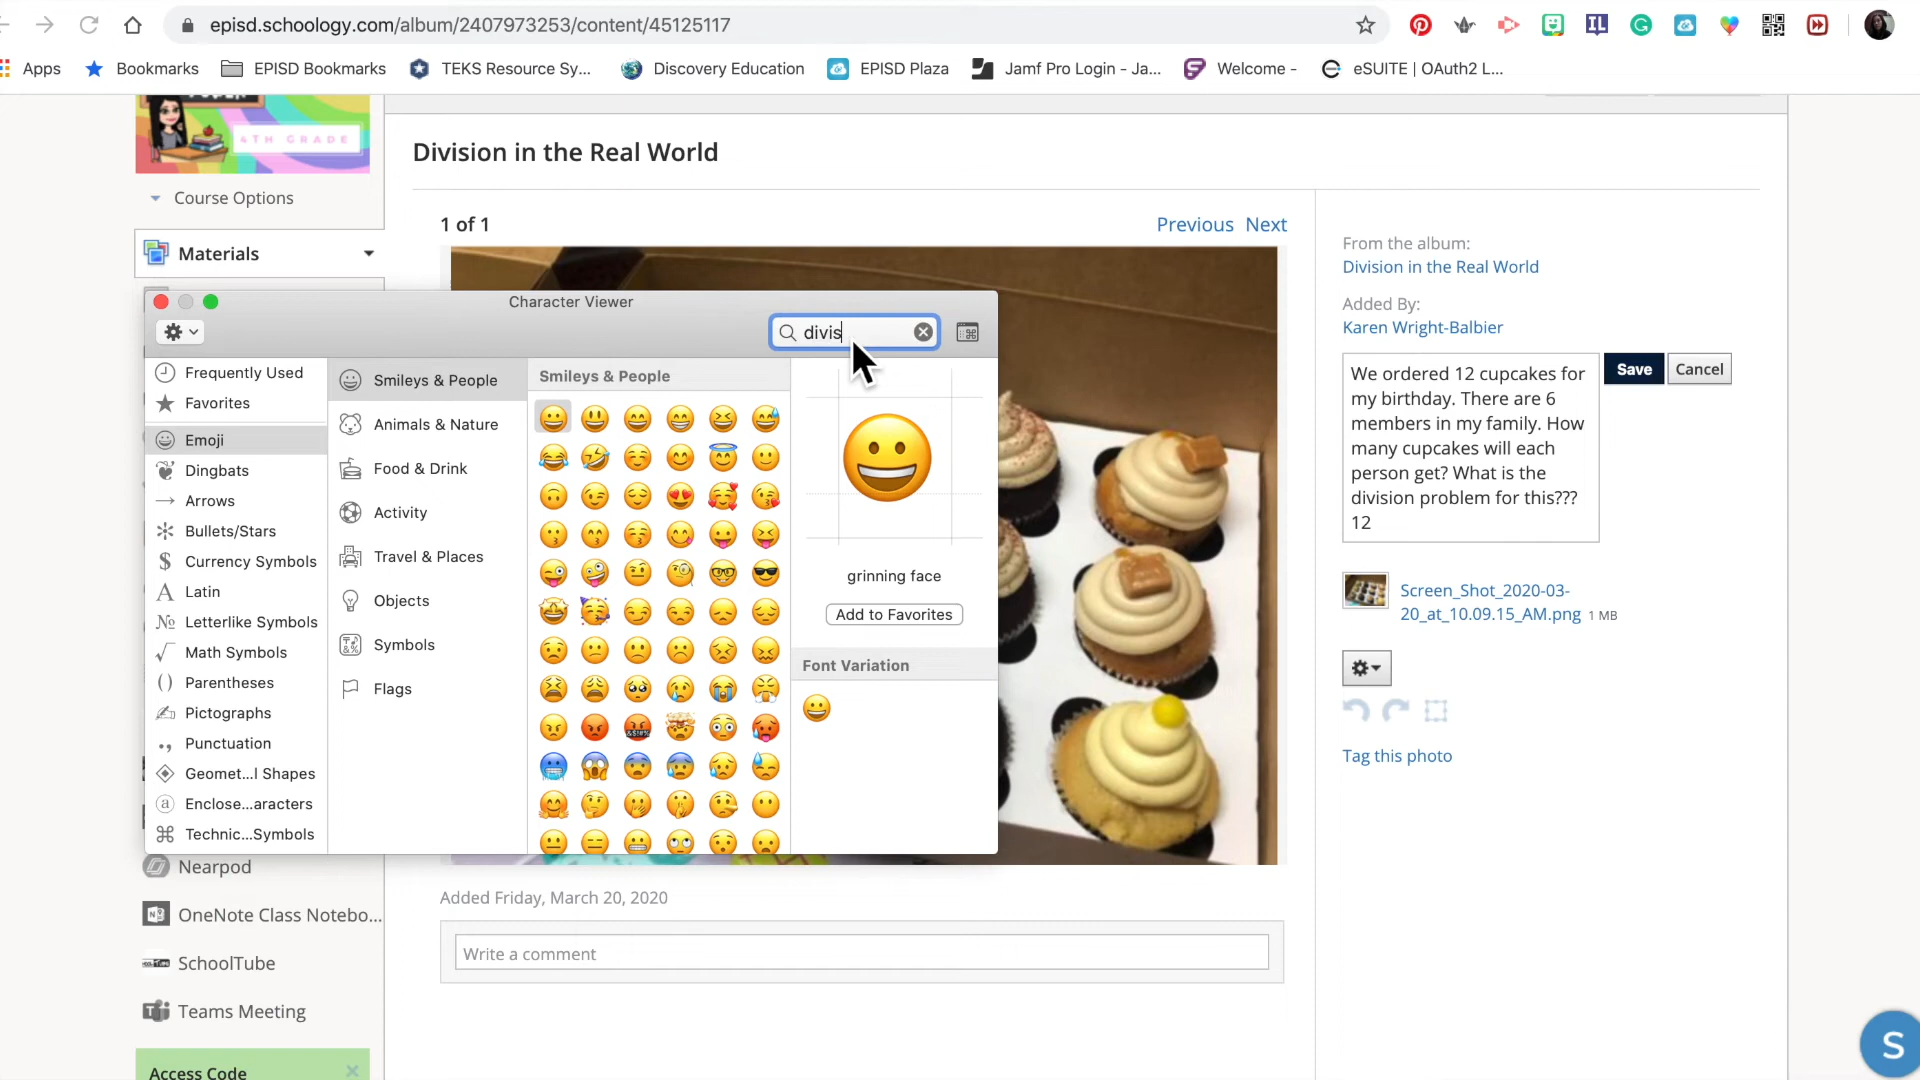 episd.schoology.com/album/2407973253/content/45125117
Apps
Bookmarks
EPISD Bookmarks
TEKS Resource Sy...
Discovery Education
EPISD Plaza
Jamf Pro Login - Ja...
Welcome -
eSUITE | OAuth2 L...
4TH GRADE
Course Options
Materials
Division in the Real World
1 of 1
Previous
Next
Character Viewer
divis
Frequently Used
Favorites
Emoji
Dingbats
Arrows
Bullets/Stars
Currency Symbols
Latin
Letterlike Symbols
Math Symbols
Parentheses
Pictographs
Punctuation
Geomet...l Shapes
Enclose...aracters
Technic...Symbols
Smileys & People
Animals & Nature
Food & Drink
Activity
Travel & Places
Objects
Symbols
Flags
Smileys & People
grinning face
Add to Favorites
Font Variation
From the album:
Division in the Real World
Added By:
Karen Wright-Balbier
We ordered 12 cupcakes for
my birthday. There are 6
members in my family. How
many cupcakes will each
person get? What is the
division problem for this???
12
Save
Cancel
Screen_Shot_2020-03-
20_at_10.09.15_AM.png 1 MB
Tag this photo
Nearpod
OneNote Class Notebo...
SchoolTube
Teams Meeting
Access Code
Added Friday, March 20, 2020
Write a comment
S